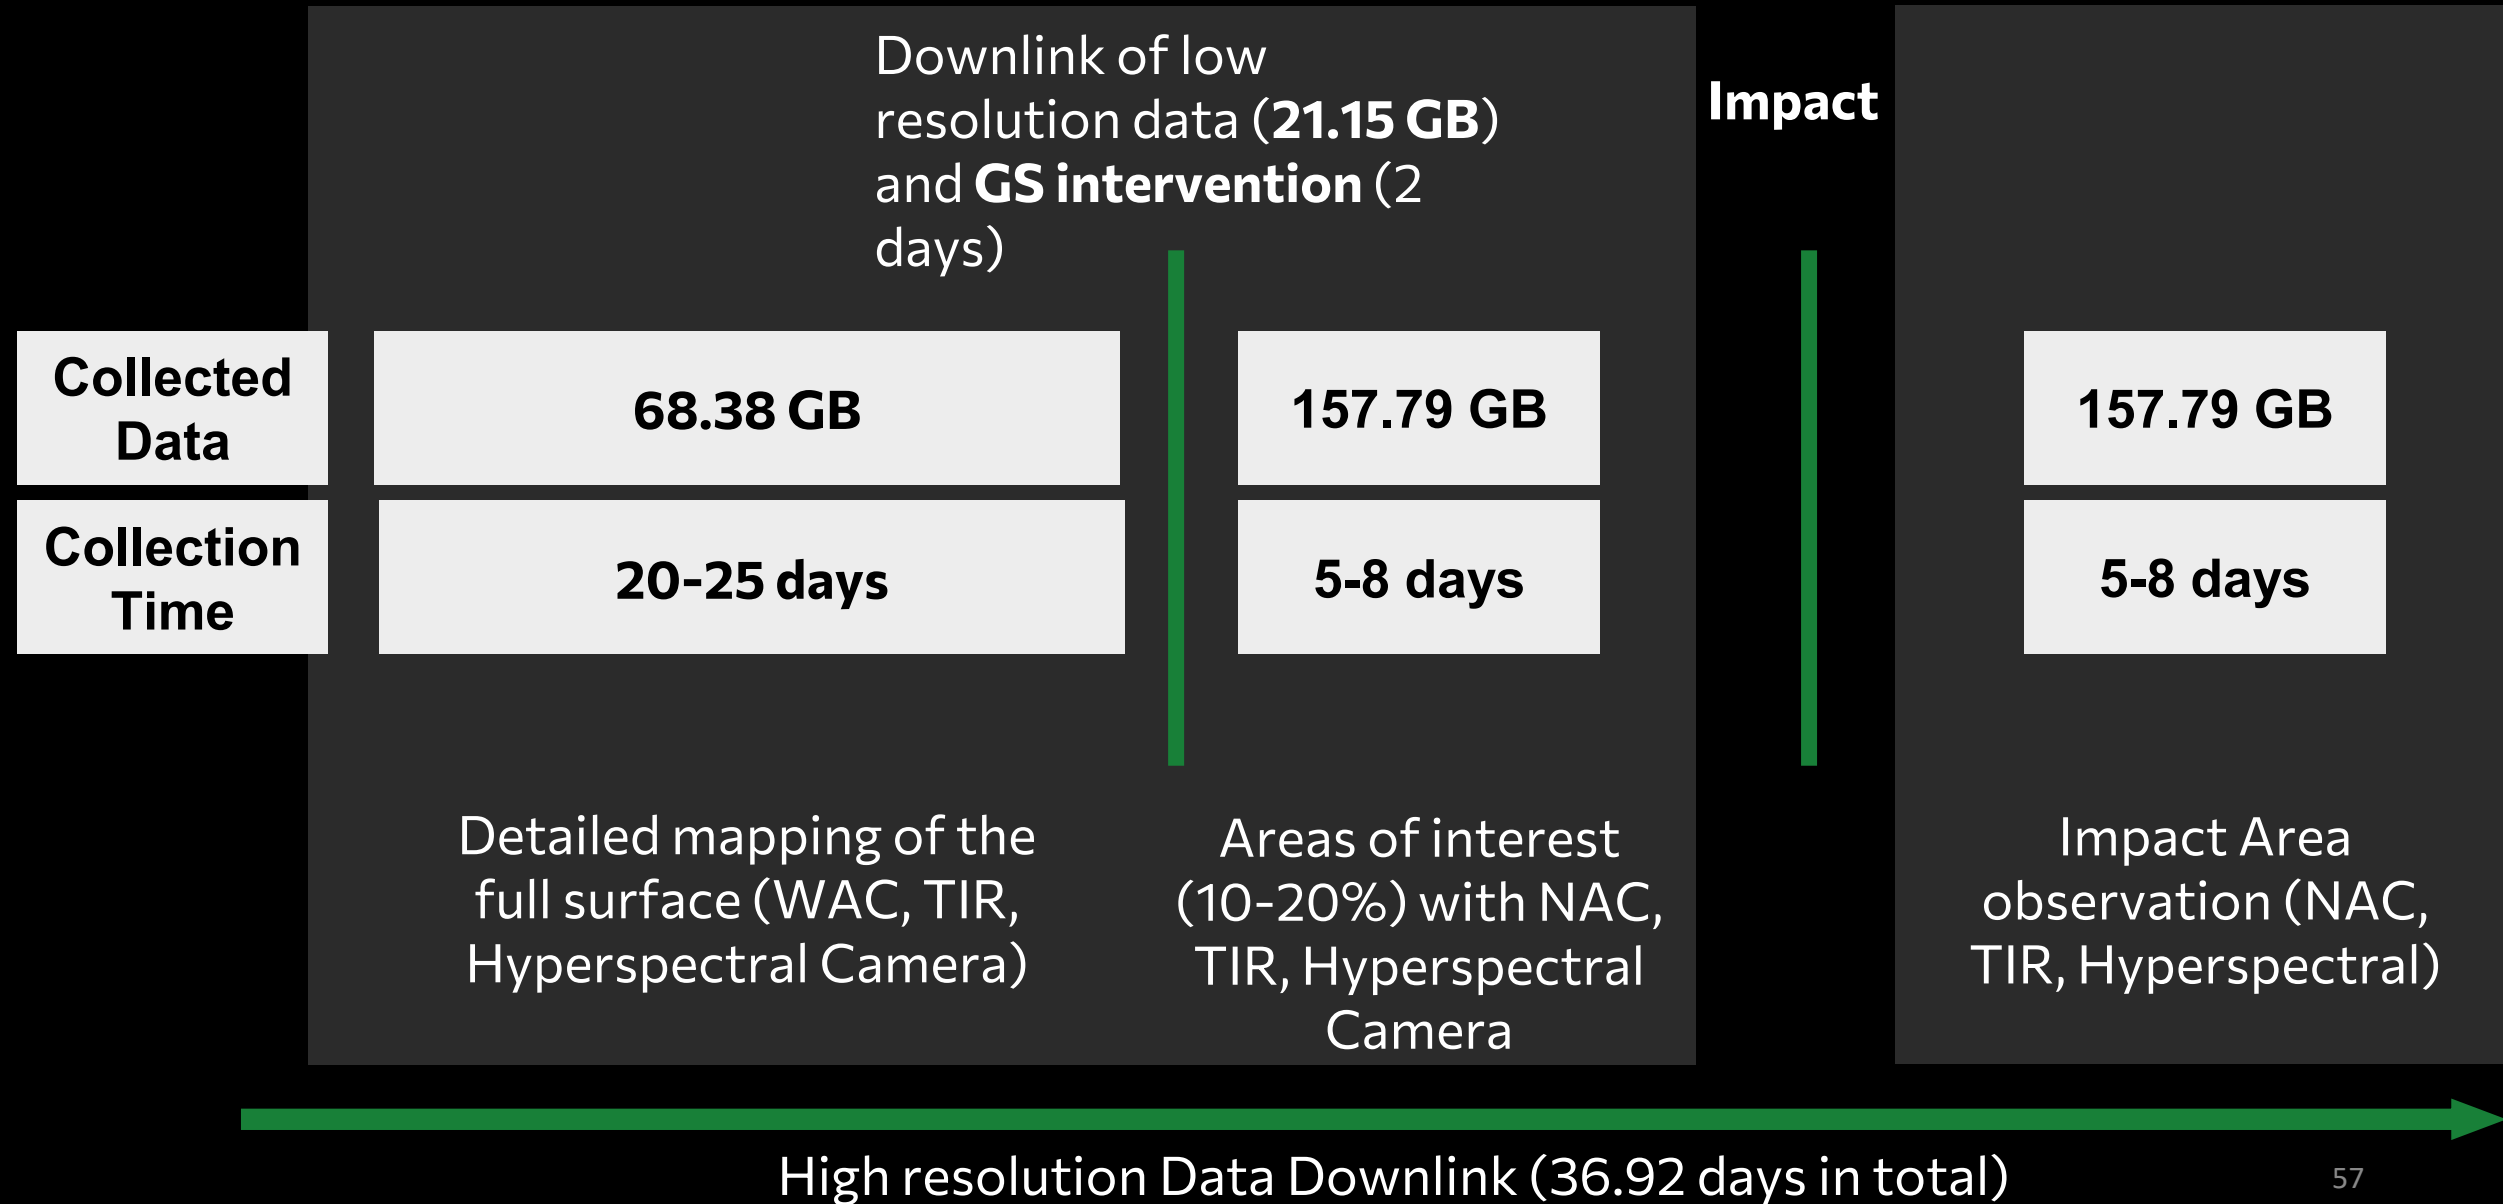 Downlink of low
resolution data (21.15 GB)
and GS intervention (2
days)
Impact
Collected
Data
68.38 GB
157.79 GB
157.79 GB
Collection
Time
20-25 days
5-8 days
5-8 days
Detailed mapping of the
full surface (WAC, TIR,
Hyperspectral Camera)
Areas of interest
(10-20%) with NAC,
TIR, Hyperspectral
Camera
Impact Area
observation (NAC,
TIR, Hyperspectral)
High resolution Data Downlink (36.92 days in total)
57